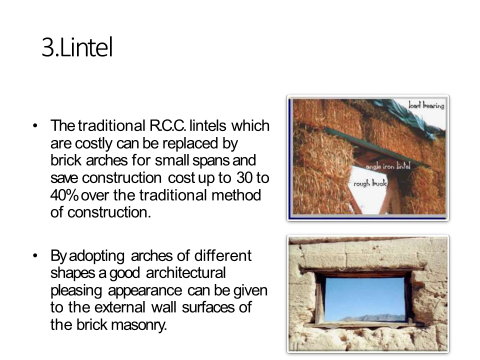 3.Lintel
• The traditional R.C.C. lintels which
are costly can be replaced by
brick arches for small spans and
save construction cost up to 30 to
40% over the traditional method
of construction.
• By adopting arches of different
shapes a good architectural
pleasing appearance can be given
to the external wall surfaces of
the brick masonry.
load bearing
angle iron lintel
rough bucks